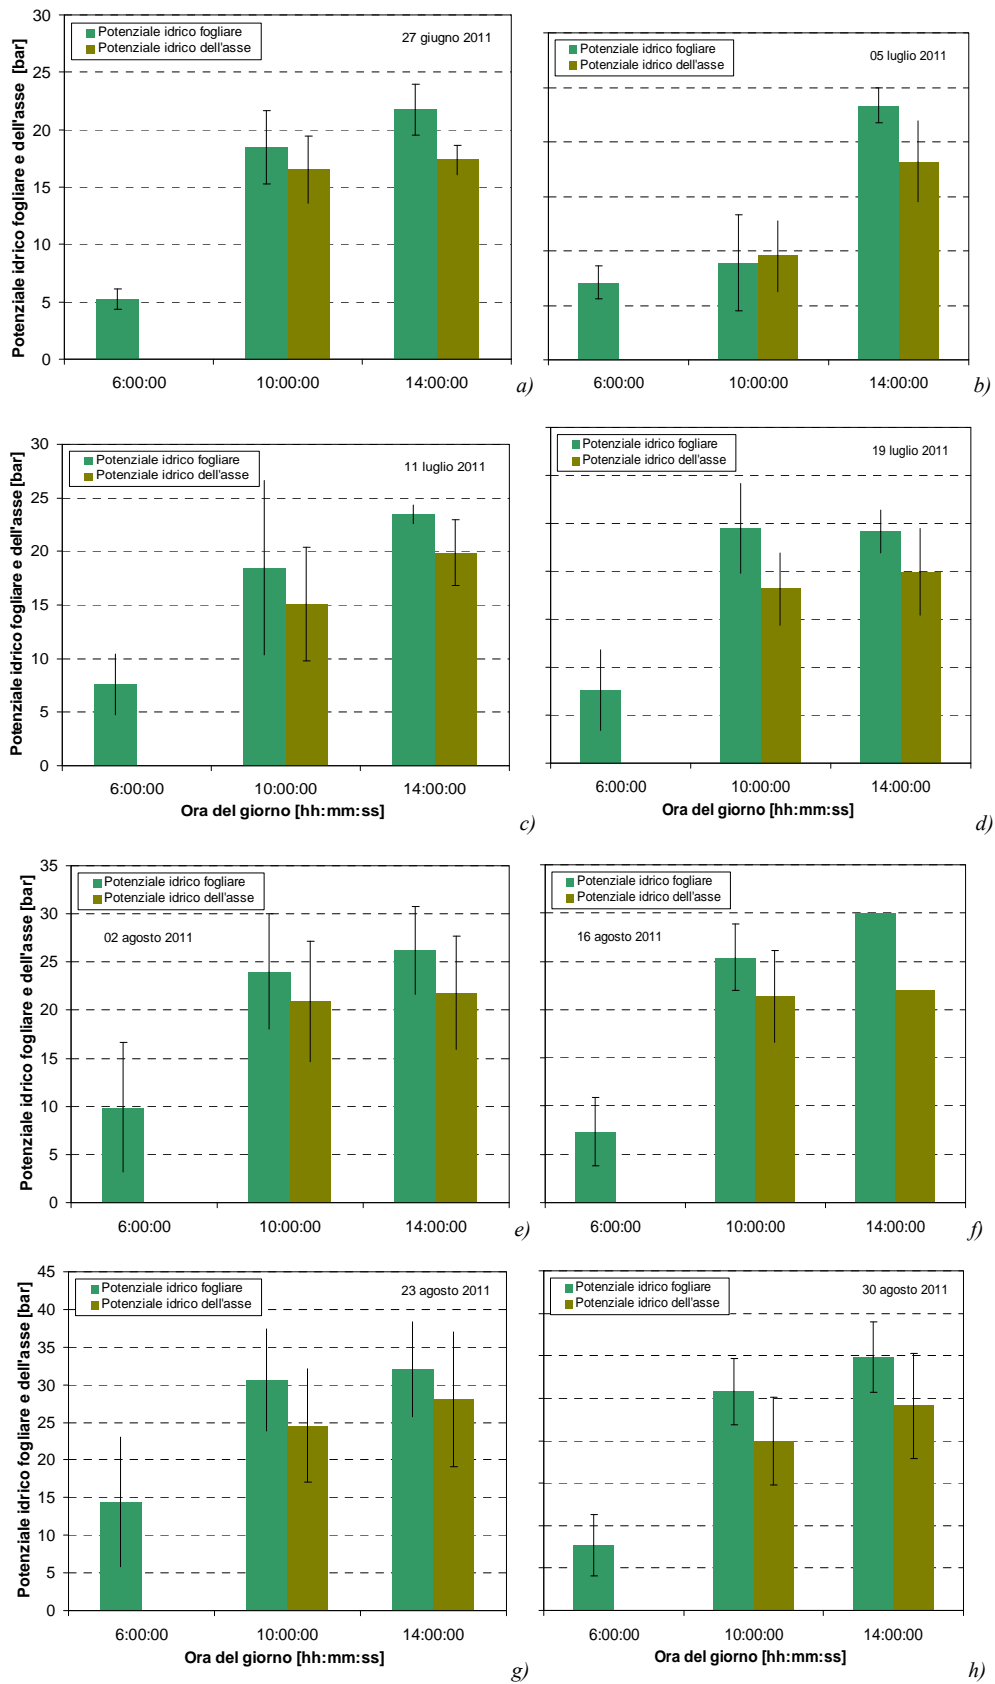 Potenziale idrico fogliare e dell'asse [bar]
30
25
20
15
10
5
0
Potenziale idrico fogliare
Potenziale idrico dell'asse
27 giugno 2011
6:00:00 10:00:00 14:00:00
a)
Potenziale idrico fogliare
Potenziale idrico dell'asse
05 luglio 2011
6:00:00 10:00:00 14:00:00
b)
Potenziale idrico fogliare e dell'asse [bar]
30
25
20
15
10
5
0
Potenziale idrico fogliare
Potenziale idrico dell'asse
11 luglio 2011
6:00:00 10:00:00 14:00:00
Ora del giorno [hh:mm:ss]
c)
Potenziale idrico fogliare
Potenziale idrico dell'asse
19 luglio 2011
6:00:00 10:00:00 14:00:00
Ora del giorno [hh:mm:ss]
d)
Potenziale idrico fogliare e dell'asse [bar]
35
30
25
20
15
10
5
0
Potenziale idrico fogliare
Potenziale idrico dell'asse
02 agosto 2011
6:00:00 10:00:00 14:00:00
e)
Potenziale idrico fogliare
Potenziale idrico dell'asse
16 agosto 2011
6:00:00 10:00:00 14:00:00
f)
Potenziale idrico fogliare e dell'asse [bar]
45
40
35
30
25
20
15
10
5
0
Potenziale idrico fogliare
Potenziale idrico dell'asse
23 agosto 2011
6:00:00 10:00:00 14:00:00
Ora del giorno [hh:mm:ss]
g)
Potenziale idrico fogliare
Potenziale idrico dell'asse
30 agosto 2011
6:00:00 10:00:00 14:00:00
Ora del giorno [hh:mm:ss]
h)